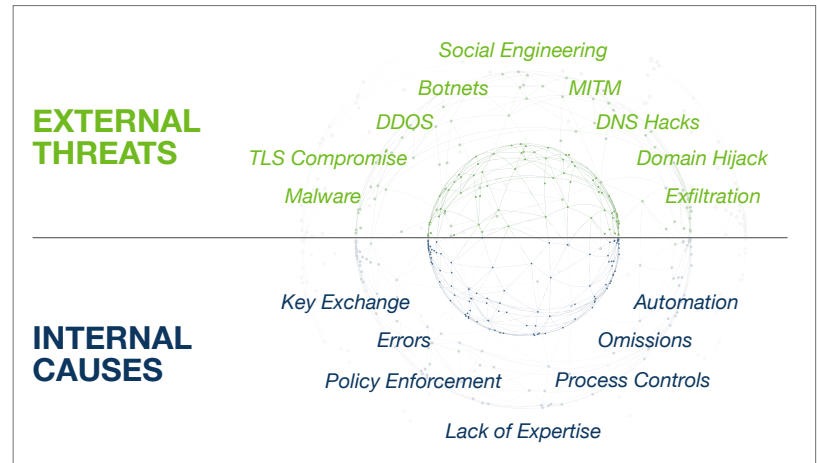 Social Engineering
Botnets
MITM
EXTERNAL
THREATS
DDOS
DNS Hacks
TLS Compromise
Domain Hijack
Malware
Exfiltration
Key Exchange
Automation
INTERNAL
CAUSES
Errors
Omissions
Policy Enforcement
Process Controls
Lack of Expertise